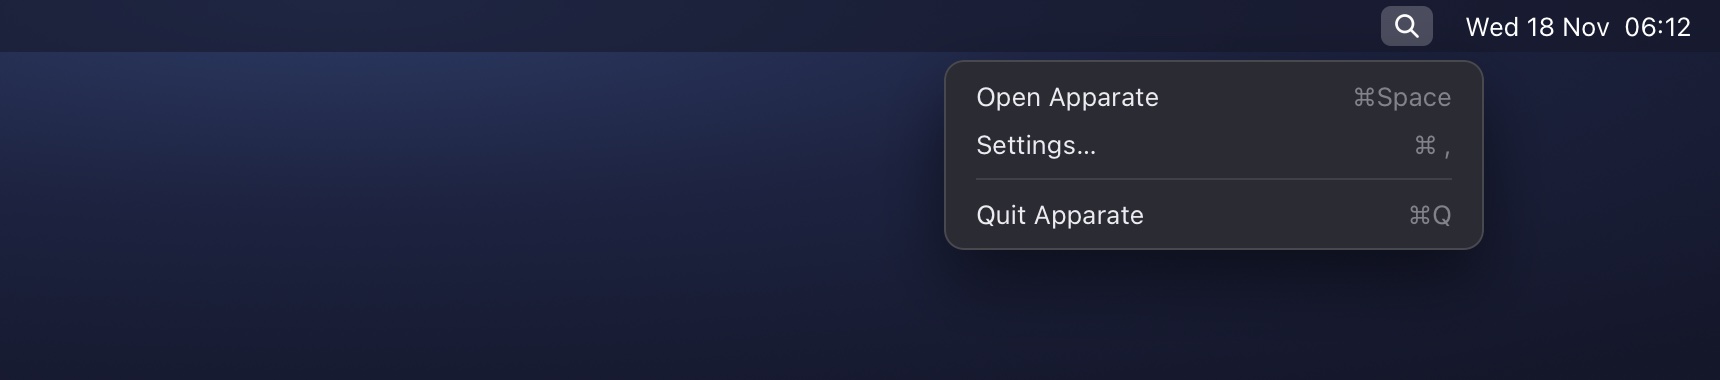 Wed 18 Nov 06:12
Open Apparate ⌘Space
Settings... ⌘ ,
Quit Apparate ⌘Q